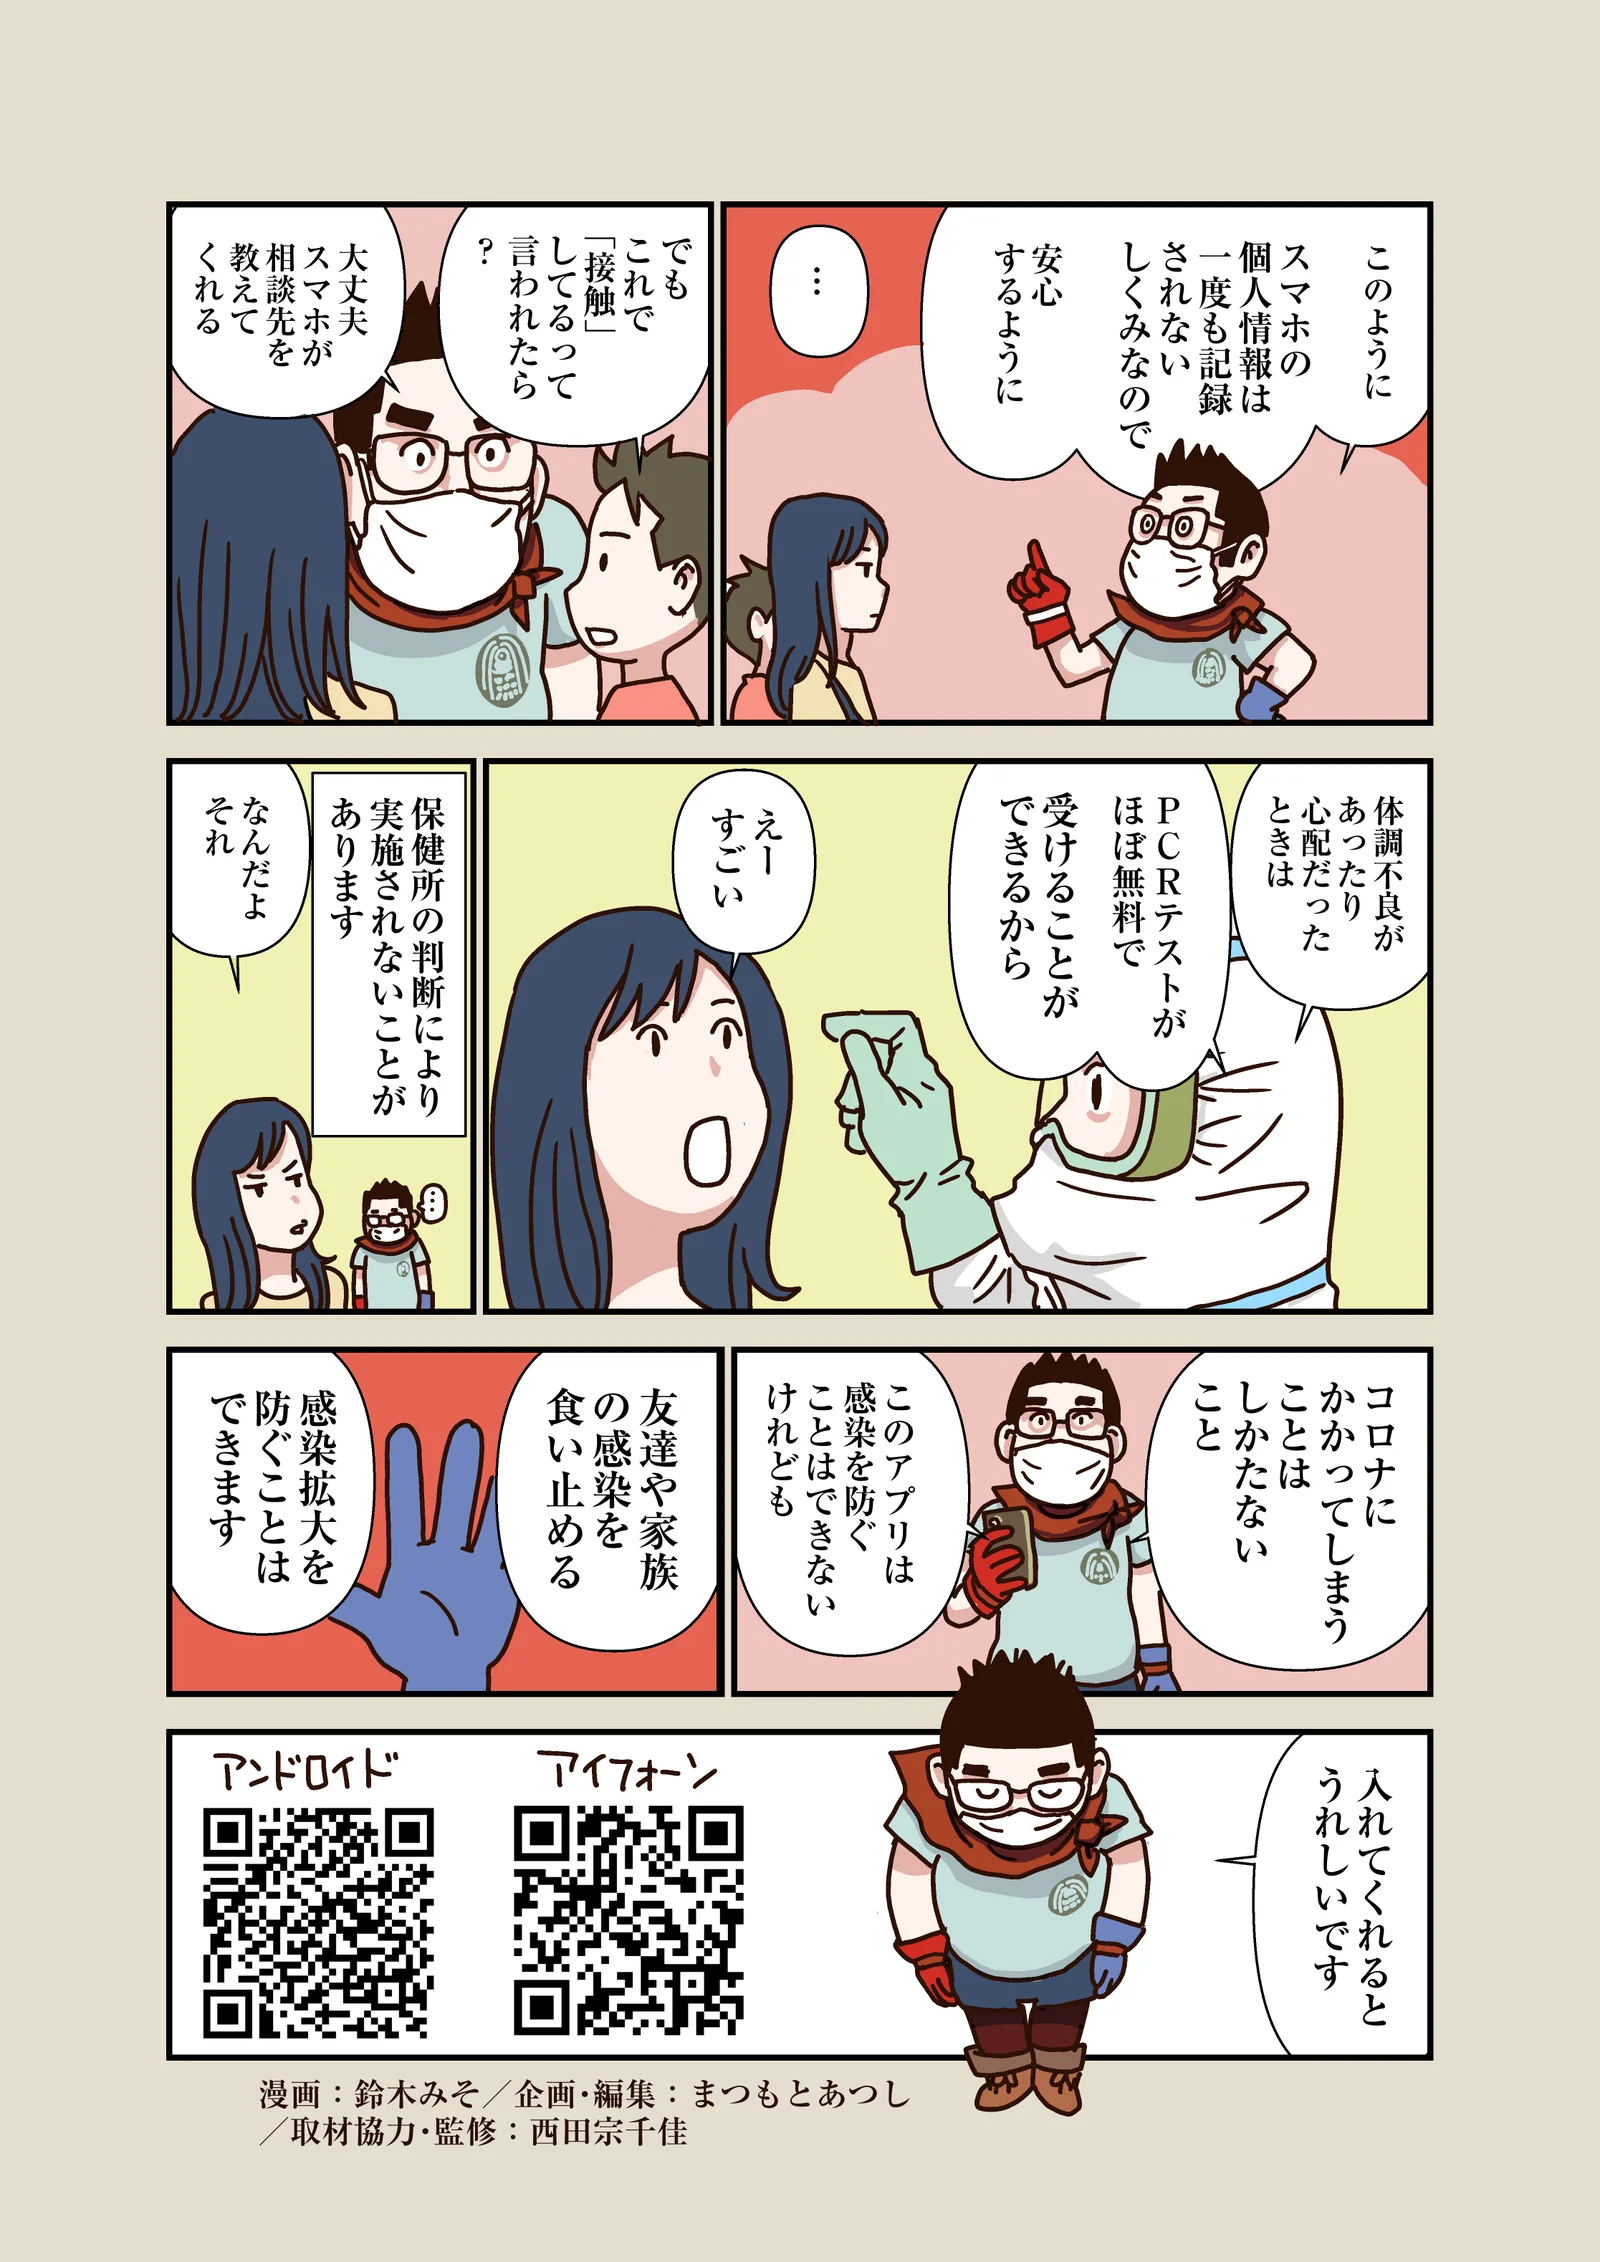 このように
スマホの
個人情報は
一度も記録
されない
しくみなので
安心
するように
…
でも
これで
「接触」
してるって
言われたら
？
大丈夫
スマホが
相談先を
教えて
くれる
体調不良が
あったり
心配だった
ときは
PCRテストが
ほぼ無料で
受けることが
できるから
えー
すごい
保健所の判断により
実施されないことが
あります
なんだよ
それ
…
コロナに
かかってしまう
ことは
しかたない
こと
このアプリは
感染を防ぐ
ことはできない
けれども
友達や家族
の感染を
食い止める
感染拡大を
防ぐことは
できます
入れてくれると
うれしいです
アイフォーン
アンドロイド
漫画：鈴木みそ／企画・編集：まつもとあつし
／取材協力・監修：西田宗千佳